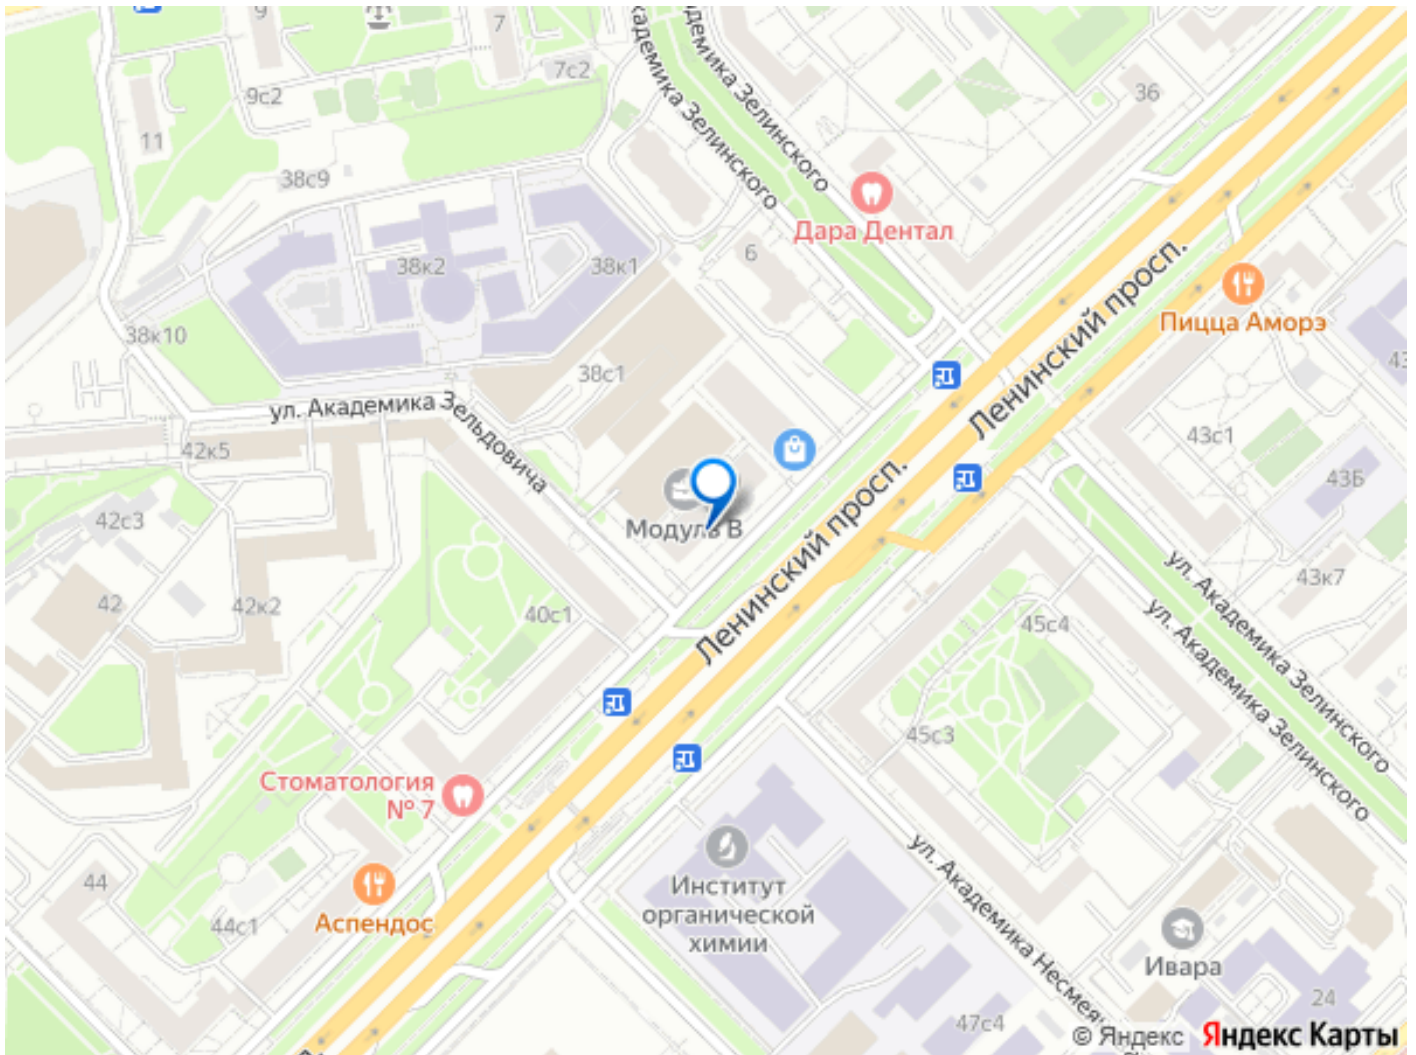 9
7
7с2
9с2
11
38с9
36
ул. Академика Зелинского
Академика Зелинского
Дара Дентал
6
38к2
38к1
38к10
38с1
Ленинский просп.
Пицца Аморэ
ул. Академика Зельдовича
42к5
43с1
43Б
42с3
Модуль В
Ленинский просп.
42
42к2
40с1
45с4
43к7
ул. Академика Зелинского
ул. Академика Зелинского
45с3
Стоматология
№ 7
44
44с1
Аспендос
Институт
органической
химии
ул. Академика
Ивара
24
47с4
© Яндекс
Яндекс Карты